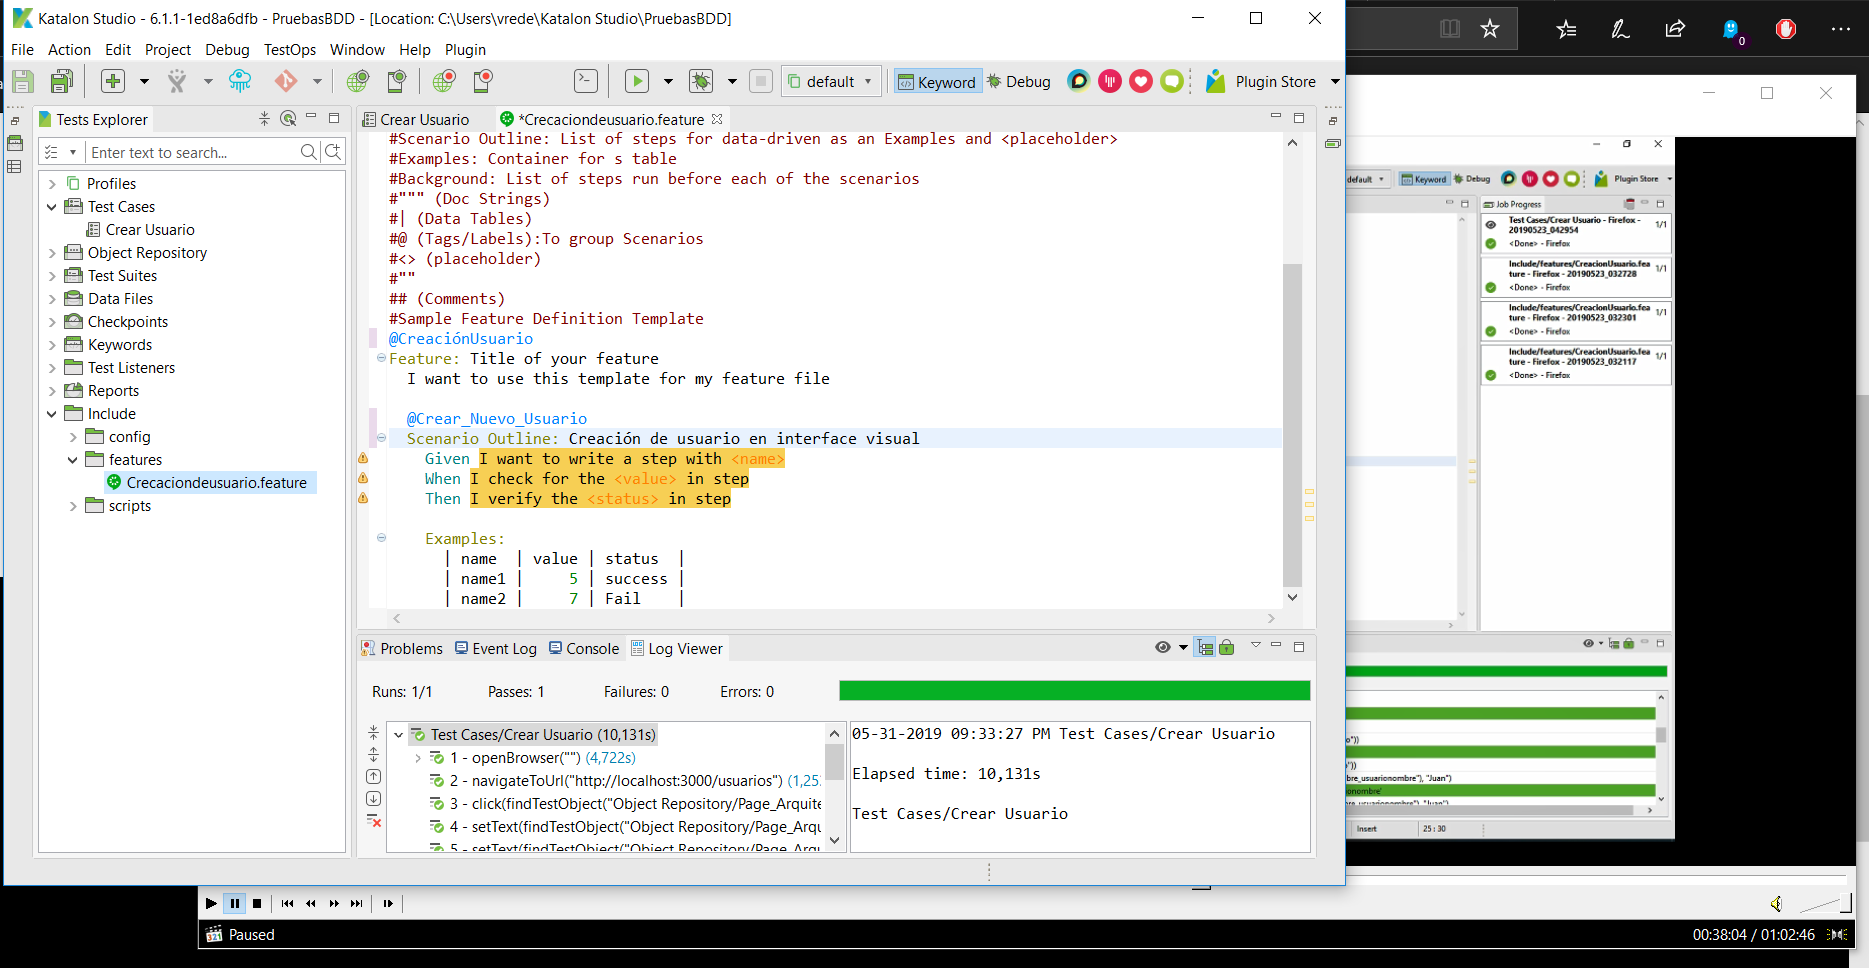 Katalon Studio - 6.1.1-1ed8a6dfb - PruebasBDD - [Location: C:\Users\vrede\Katalon Studio\PruebasBDD]
File Action Edit Project Debug TestOps Window Help Plugin
default Keyword Debug Plugin Store
Tests Explorer
Enter text to search...
Profiles
Test Cases
Crear Usuario
Object Repository
Test Suites
Data Files
Checkpoints
Keywords
Test Listeners
Reports
Include
config
features
Crecaciondeusuario.feature
scripts
Crear Usuario *Crecaciondeusuario.feature
#Scenario Outline: List of steps for data-driven as an Examples and <placeholder>
#Examples: Container for s table
#Background: List of steps run before each of the scenarios
#""" (Doc Strings)
#| (Data Tables)
#@ (Tags/Labels):To group Scenarios
#<> (placeholder)
#""
## (Comments)
#Sample Feature Definition Template
@CreaciónUsuario
Feature: Title of your feature
I want to use this template for my feature file
@Crear_Nuevo_Usuario
Scenario Outline: Creación de usuario en interface visual
Given I want to write a step with <name>
When I check for the <value> in step
Then I verify the <status> in step
Examples:
| name | value | status |
| name1 | 5 | success |
| name2 | 7 | Fail |
Problems Event Log Console Log Viewer
Runs: 1/1 Passes: 1 Failures: 0 Errors: 0
Test Cases/Crear Usuario (10,131s)
1 - openBrowser("") (4,722s)
2 - navigateToUrl("http://localhost:3000/usuarios") (1,25
3 - click(findTestObject("Object Repository/Page_Arquite
4 - setText(findTestObject("Object Repository/Page_Arqu
5 - setText(findTestObject("Object Repository/Page_Arqu
05-31-2019 09:33:27 PM Test Cases/Crear Usuario
Elapsed time: 10,131s
Test Cases/Crear Usuario
0
default Keyword Debug Plugin Store
Job Progress
Test Cases/Crear Usuario - Firefox - 20190523_042954 1/1
<Done> - Firefox
Include/features/CreacionUsuario.fea
ture - Firefox - 20190523_032728 1/1
<Done> - Firefox
Include/features/CreacionUsuario.fea
ture - Firefox - 20190523_032301 1/1
<Done> - Firefox
Include/features/CreacionUsuario.fea
ture - Firefox - 20190523_032117 1/1
<Done> - Firefox
o"))
"))
bre_usuarionombre"), "Juan")
ionombre'
Insert 25 : 30
Paused
00:38:04 / 01:02:46